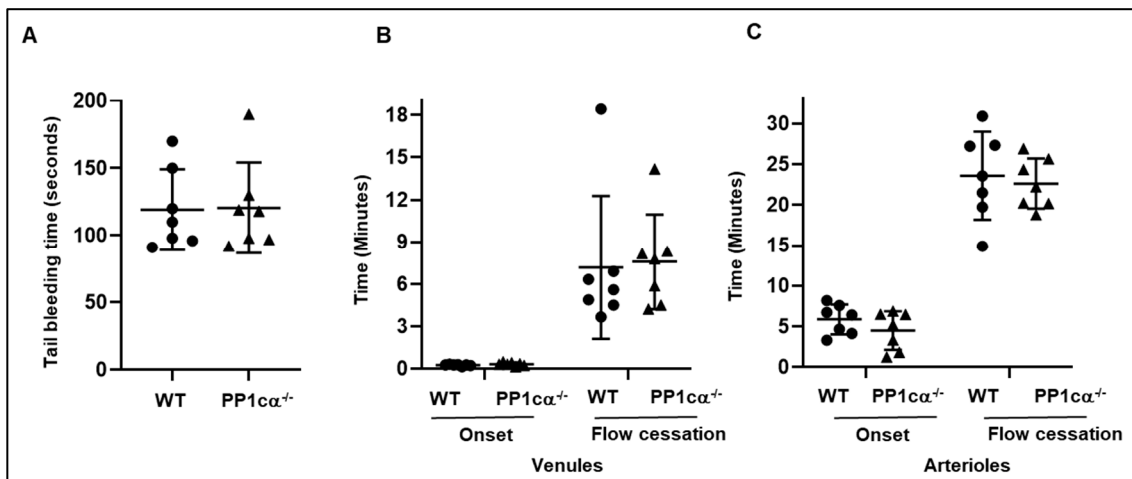 A
B
C
Tail bleeding time (seconds)
200
150
100
50
0
WT PP1cα-/-
Time (Minutes)
18
15
12
9
6
3
0
WT PP1cα-/- WT PP1cα-/-
Onset Flow cessation
Venules
Time (Minutes)
30
25
20
15
10
5
0
WT PP1cα-/- WT PP1cα-/-
Onset Flow cessation
Arterioles